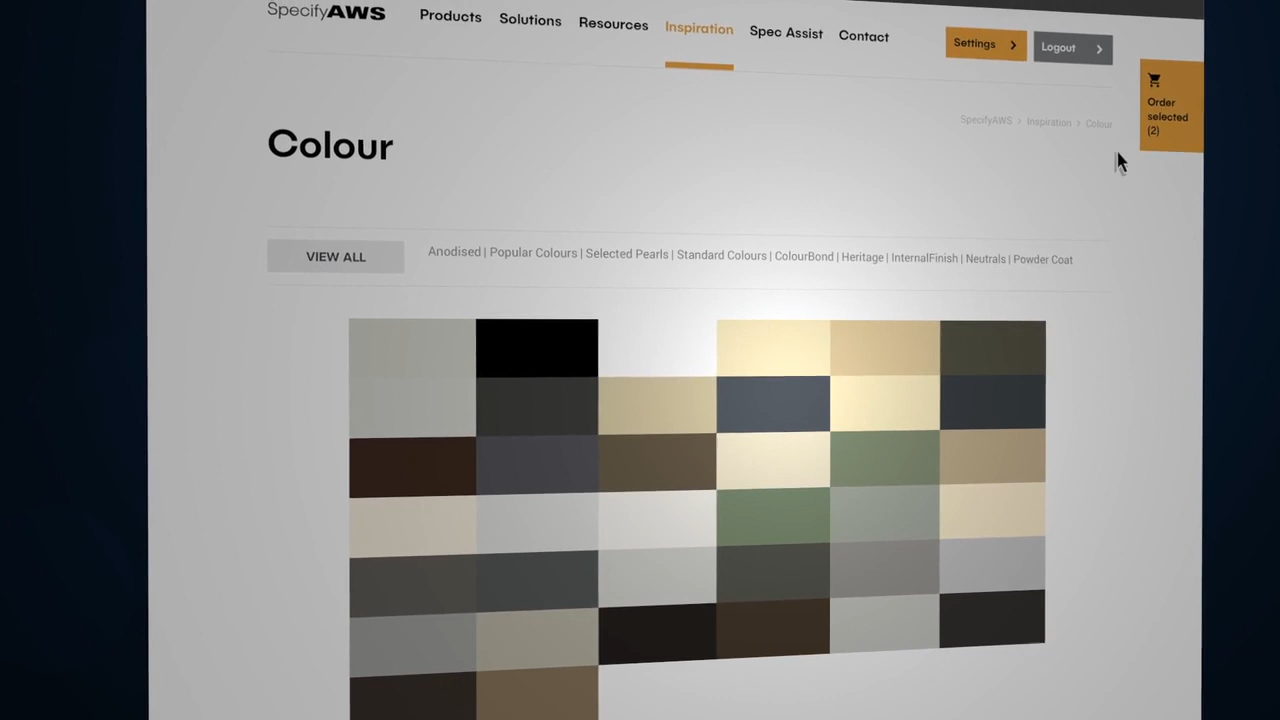 SpecifyAWS
Products Solutions Resources Inspiration Spec Assist Contact
Settings
Logout
Order
selected
(2)
SpecifyAWS > Inspiration > Colour
Colour
VIEW ALL
Anodised | Popular Colours | Selected Pearls | Standard Colours | ColourBond | Heritage | InternalFinish | Neutrals | Powder Coat